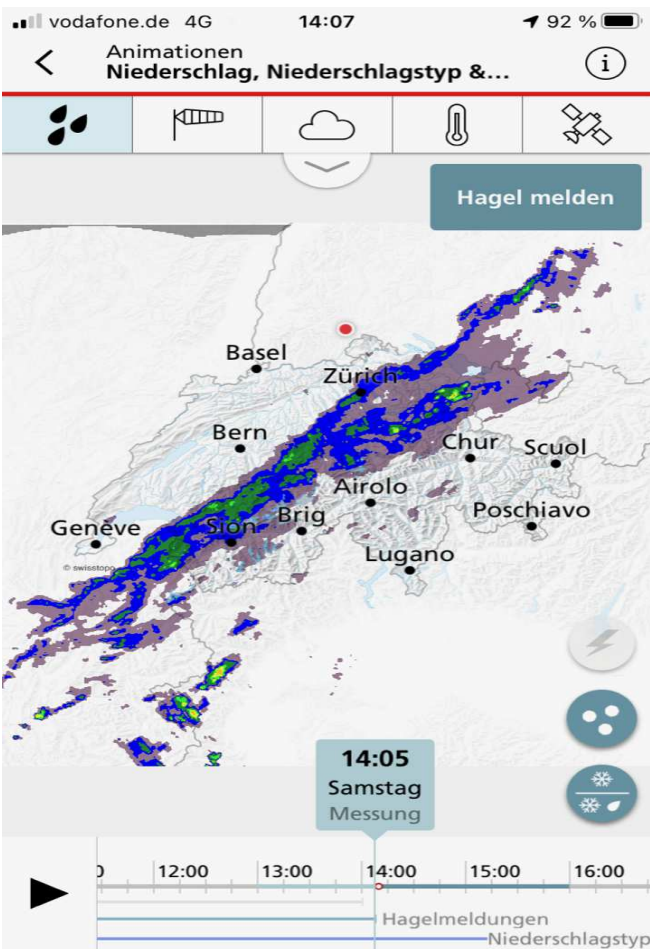 vodafone.de 4G 14:07 92 %
Animationen
Niederschlag, Niederschlagstyp &...
Hagel melden
Basel
Zürich
Bern
Chur
Scuol
Airolo
Brig
Poschiavo
Genève
Sion
Lugano
© swisstopo
14:05
Samstag
Messung
0 12:00 13:00 14:00 15:00 16:00
Hagelmeldungen
Niederschlagstyp